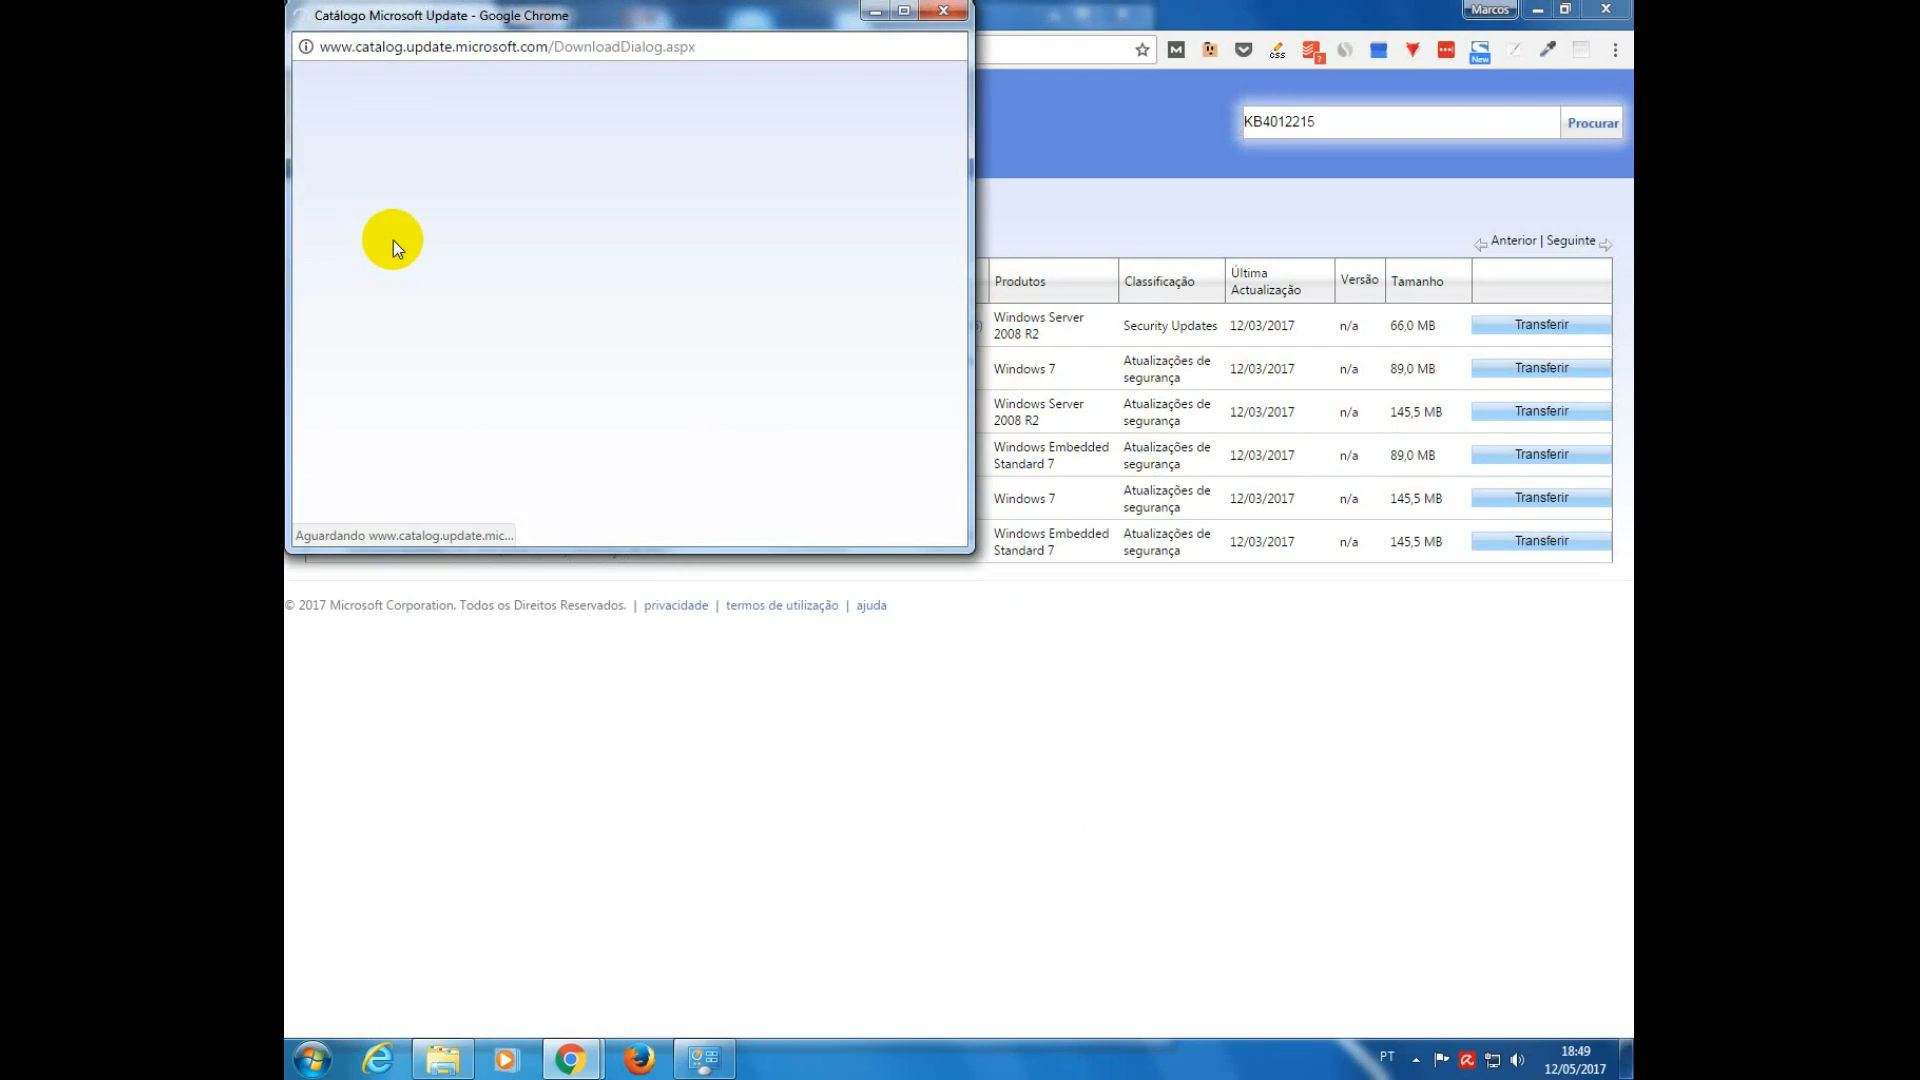 Catálogo Microsoft Update - Google Chrome
Marcos
www.catalog.update.microsoft.com/DownloadDialog.aspx
M
css
?
New
KB4012215
Procurar
Anterior | Seguinte
Produtos
Classificação
Última
Actualização
Versão
Tamanho
Windows Server
2008 R2
Security Updates
12/03/2017
n/a
66,0 MB
Transferir
Windows 7
Atualizações de
segurança
12/03/2017
n/a
89,0 MB
Transferir
Windows Server
2008 R2
Atualizações de
segurança
12/03/2017
n/a
145,5 MB
Transferir
Windows Embedded
Standard 7
Atualizações de
segurança
12/03/2017
n/a
89,0 MB
Transferir
Windows 7
Atualizações de
segurança
12/03/2017
n/a
145,5 MB
Transferir
Windows Embedded
Standard 7
Atualizações de
segurança
12/03/2017
n/a
145,5 MB
Transferir
Aguardando www.catalog.update.mic...
© 2017 Microsoft Corporation. Todos os Direitos Reservados. | privacidade | termos de utilização | ajuda
PT
18:49
12/05/2017